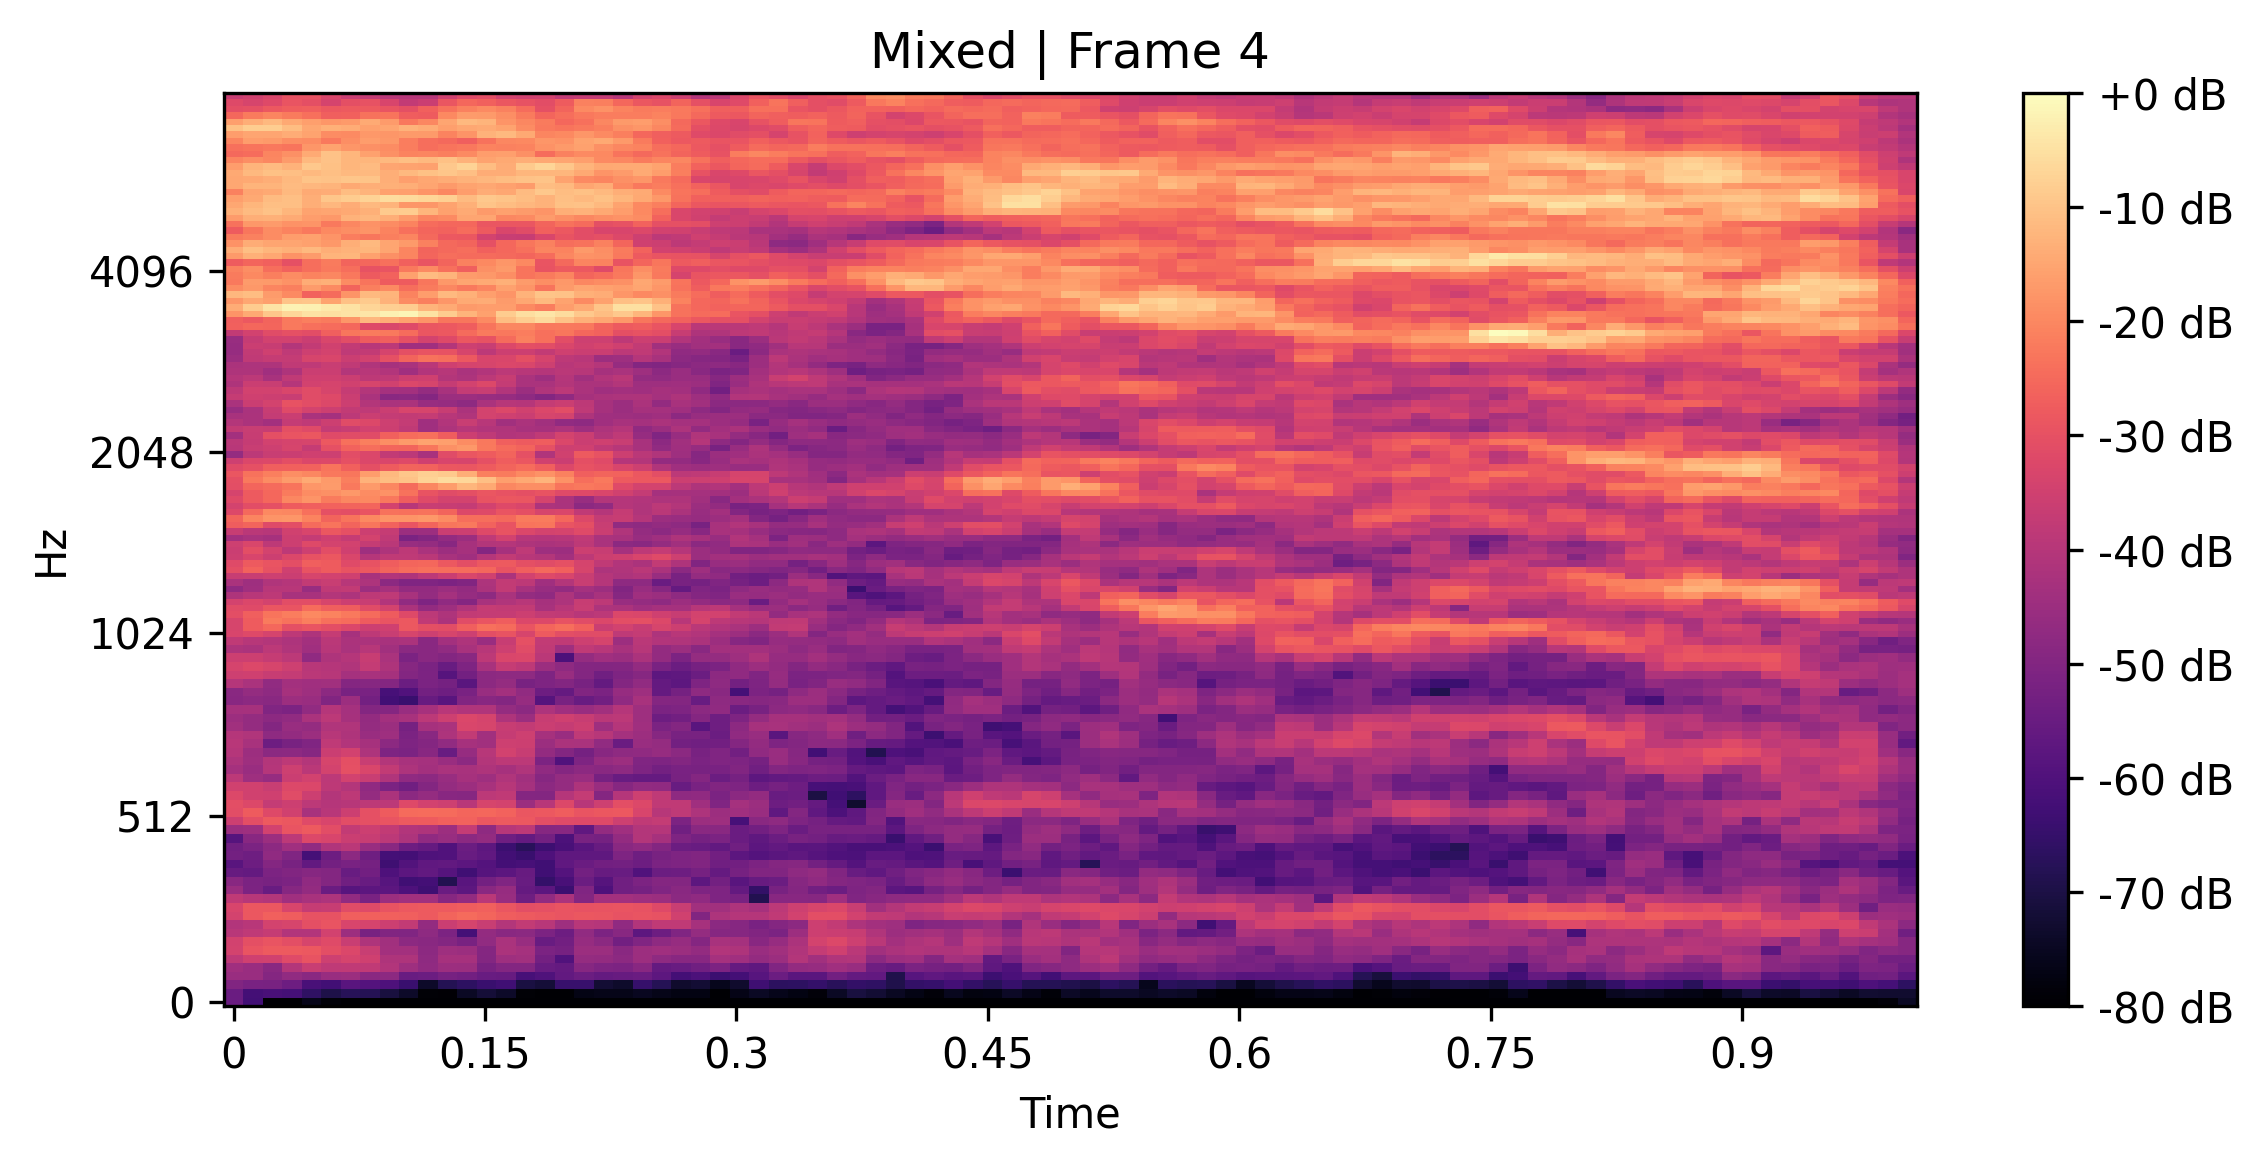 Mixed | Frame 4
+0 dB
-10 dB
-20 dB
-30 dB
-40 dB
-50 dB
-60 dB
-70 dB
-80 dB
Hz
4096
2048
1024
512
0
0 0.15 0.3 0.45 0.6 0.75 0.9
Time